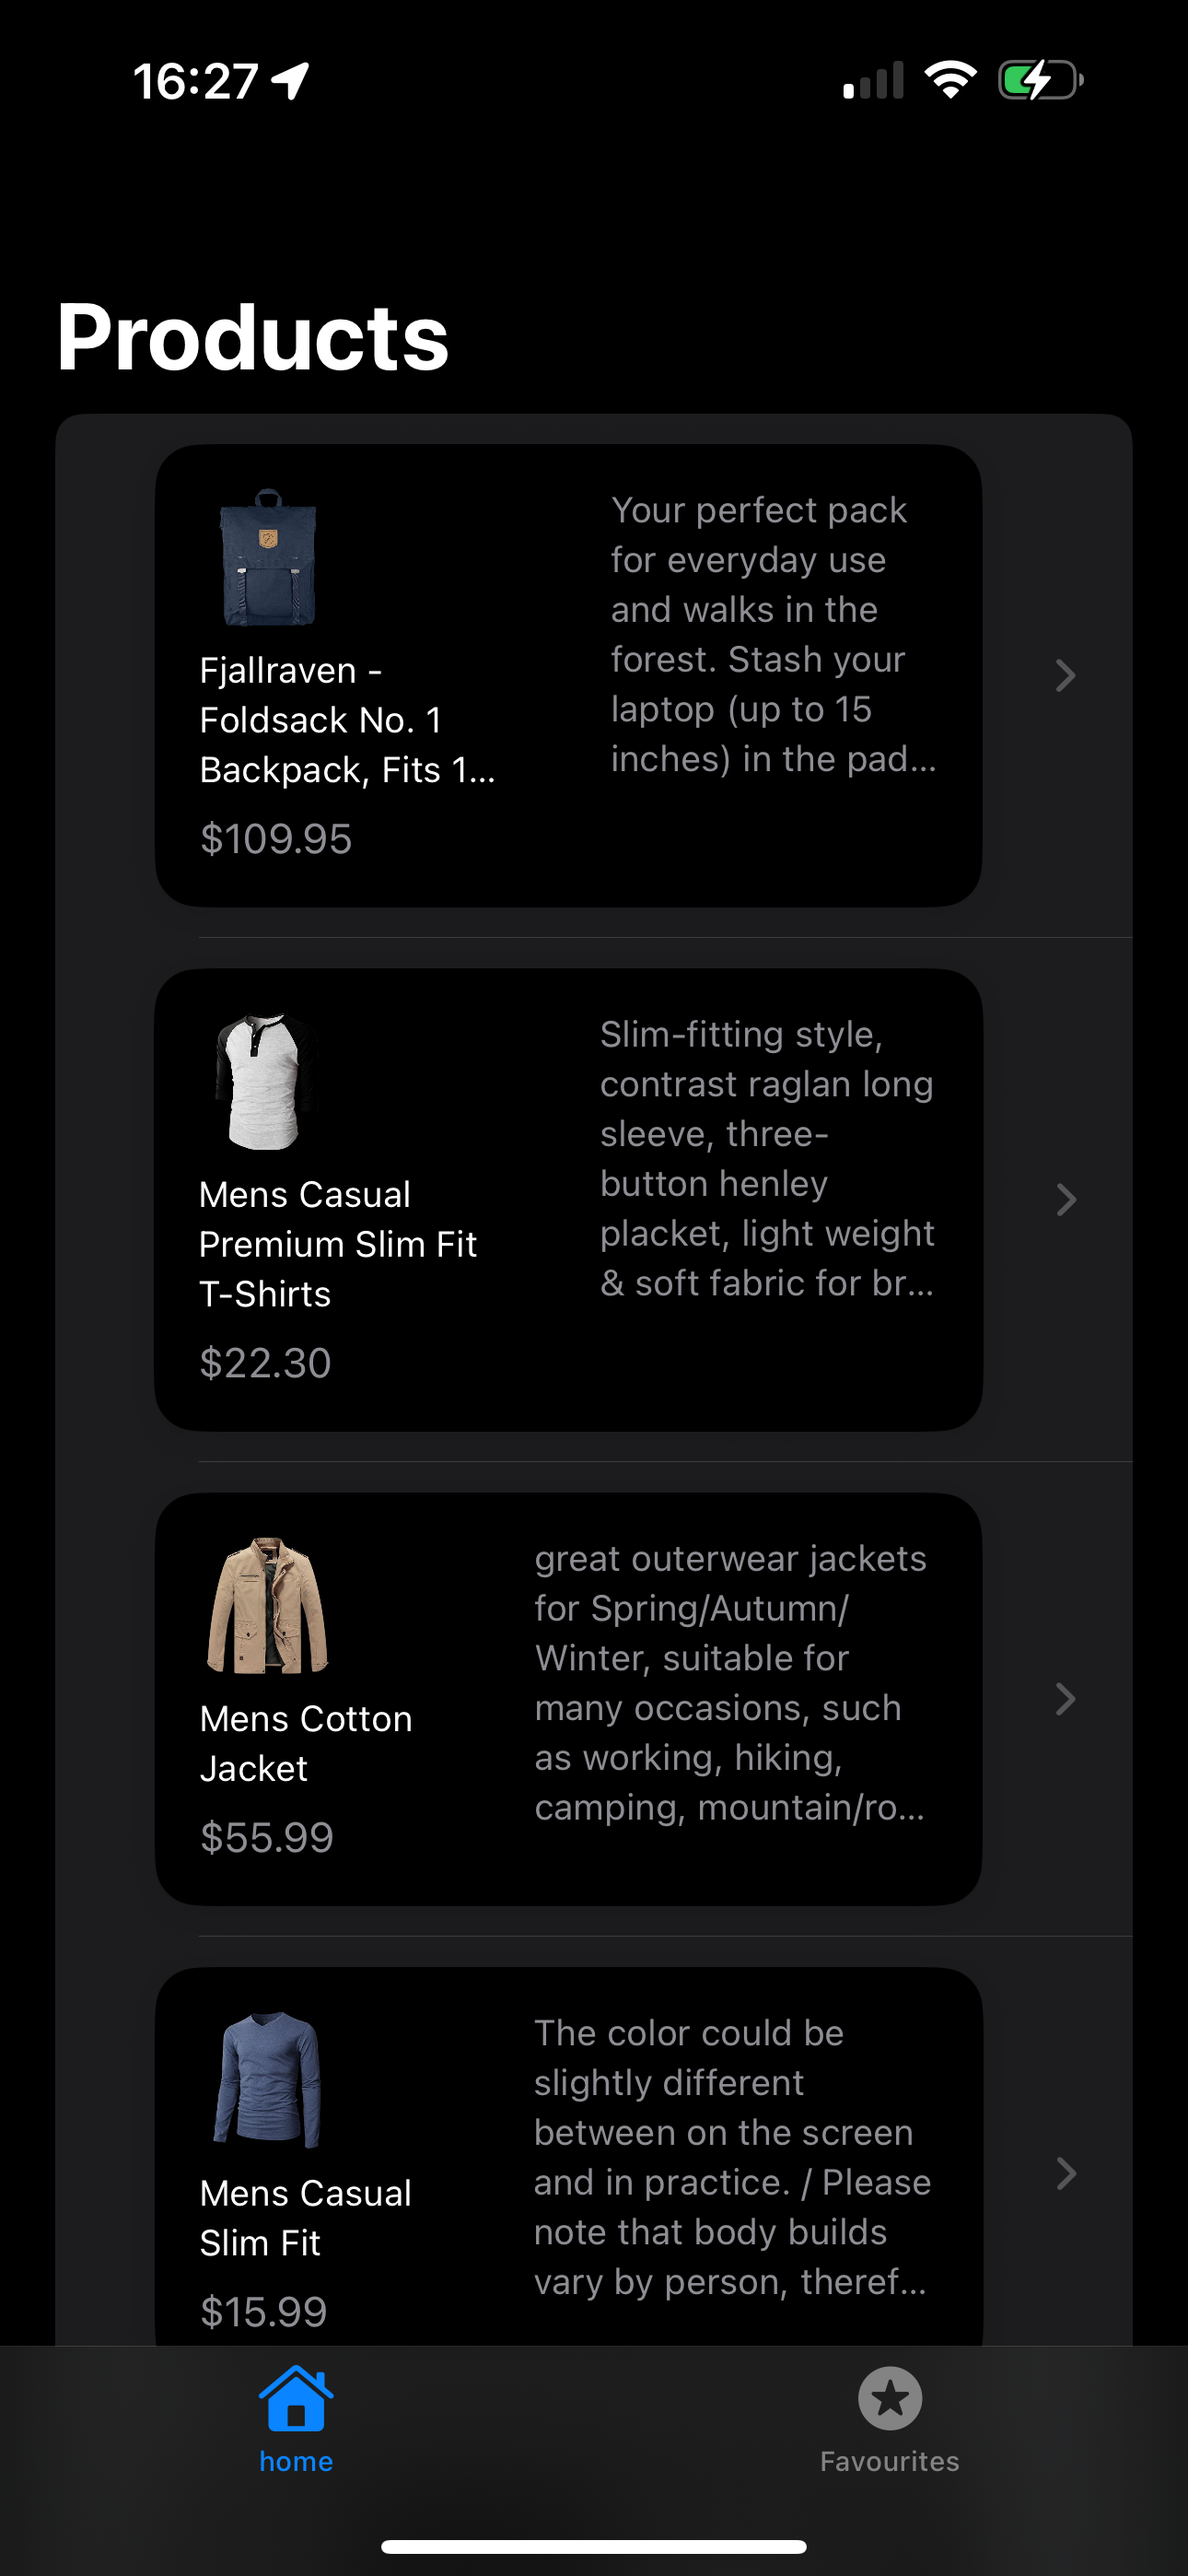 16:27
Products
Fjallraven -
Foldsack No. 1
Backpack, Fits 1...
$109.95
Your perfect pack
for everyday use
and walks in the
forest. Stash your
laptop (up to 15
inches) in the pad...
Mens Casual
Premium Slim Fit
T-Shirts
$22.30
Slim-fitting style,
contrast raglan long
sleeve, three-
button henley
placket, light weight
& soft fabric for br...
Mens Cotton
Jacket
$55.99
great outerwear jackets
for Spring/Autumn/
Winter, suitable for
many occasions, such
as working, hiking,
camping, mountain/ro...
Mens Casual
Slim Fit
$15.99
The color could be
slightly different
between on the screen
and in practice. / Please
note that body builds
vary by person, theref...
home
Favourites